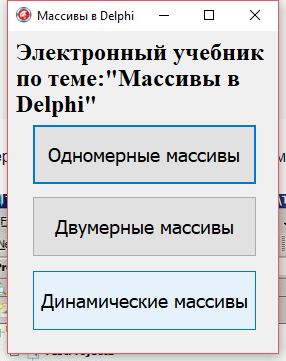 Массивы в Delphi
Электронный учебник
по теме:"Массивы в
Delphi"
Одномерные массивы
Двумерные массивы
Динамические массивы